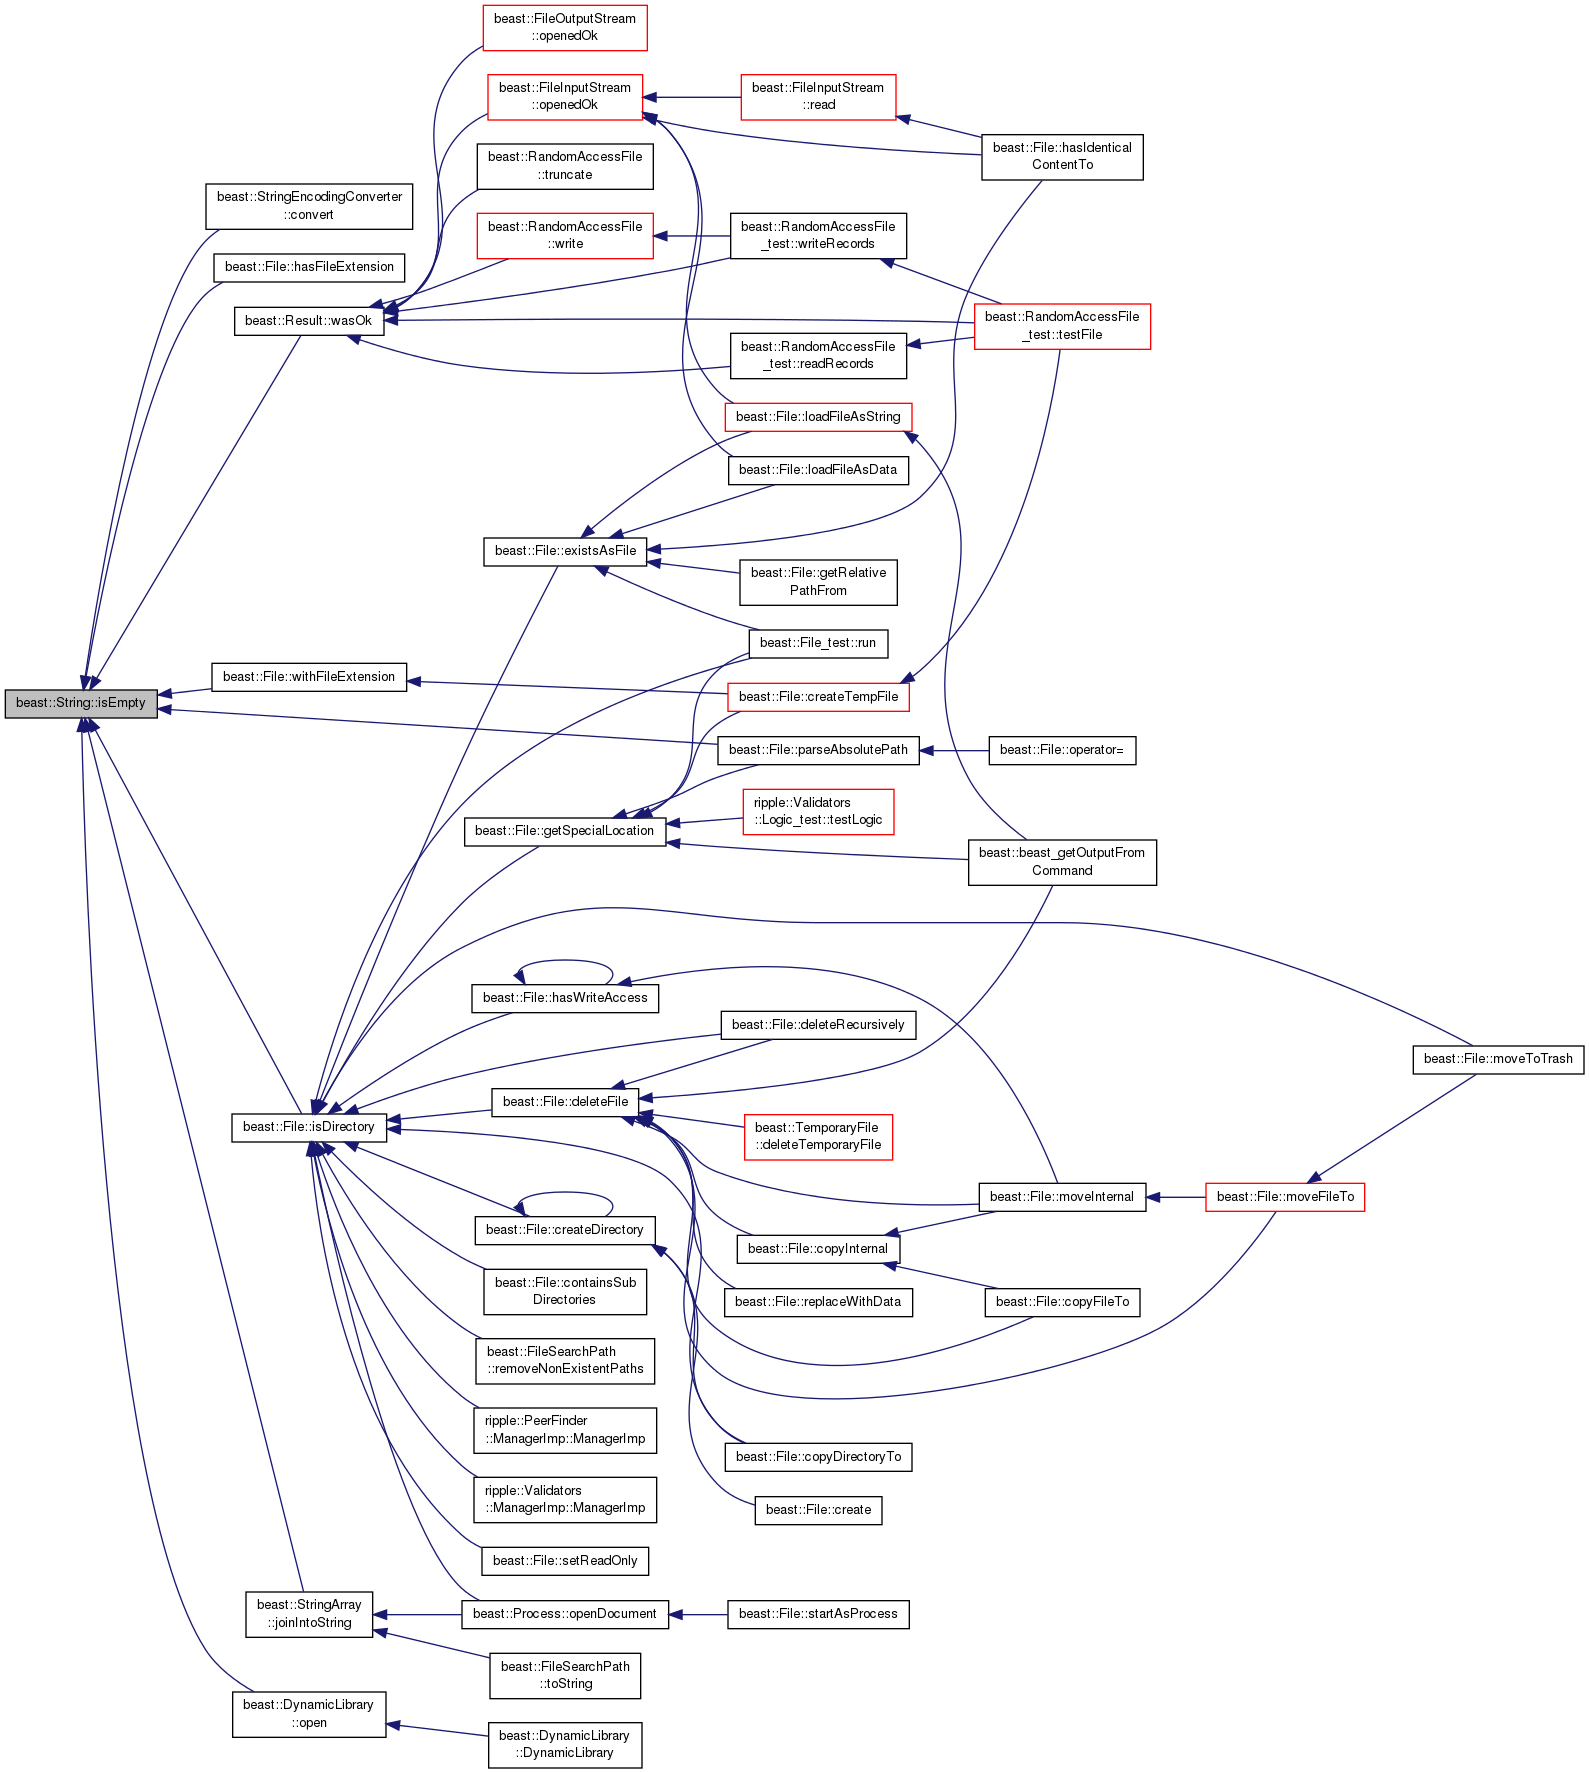 beast::FileOutputStream
::openedOk
beast::FileInputStream
::openedOk
beast::FileInputStream
::read
beast::File::hasIdentical
ContentTo
beast::RandomAccessFile
::truncate
beast::StringEncodingConverter
::convert
beast::RandomAccessFile
::write
beast::RandomAccessFile
_test::writeRecords
beast::File::hasFileExtension
beast::Result::wasOk
beast::RandomAccessFile
_test::testFile
beast::RandomAccessFile
_test::readRecords
beast::File::loadFileAsString
beast::File::loadFileAsData
beast::File::existsAsFile
beast::File::getRelative
PathFrom
beast::File_test::run
beast::File::withFileExtension
beast::String::isEmpty
beast::File::createTempFile
beast::File::parseAbsolutePath
beast::File::operator=
ripple::Validators
::Logic_test::testLogic
beast::File::getSpecialLocation
beast::beast_getOutputFrom
Command
beast::File::hasWriteAccess
beast::File::deleteRecursively
beast::File::moveToTrash
beast::File::deleteFile
beast::File::isDirectory
beast::TemporaryFile
::deleteTemporaryFile
beast::File::moveInternal
beast::File::moveFileTo
beast::File::createDirectory
beast::File::copyInternal
beast::File::containsSub
Directories
beast::File::replaceWithData
beast::File::copyFileTo
beast::FileSearchPath
::removeNonExistentPaths
ripple::PeerFinder
::ManagerImp::ManagerImp
beast::File::copyDirectoryTo
ripple::Validators
::ManagerImp::ManagerImp
beast::File::create
beast::File::setReadOnly
beast::StringArray
::joinIntoString
beast::Process::openDocument
beast::File::startAsProcess
beast::FileSearchPath
::toString
beast::DynamicLibrary
::open
beast::DynamicLibrary
::DynamicLibrary